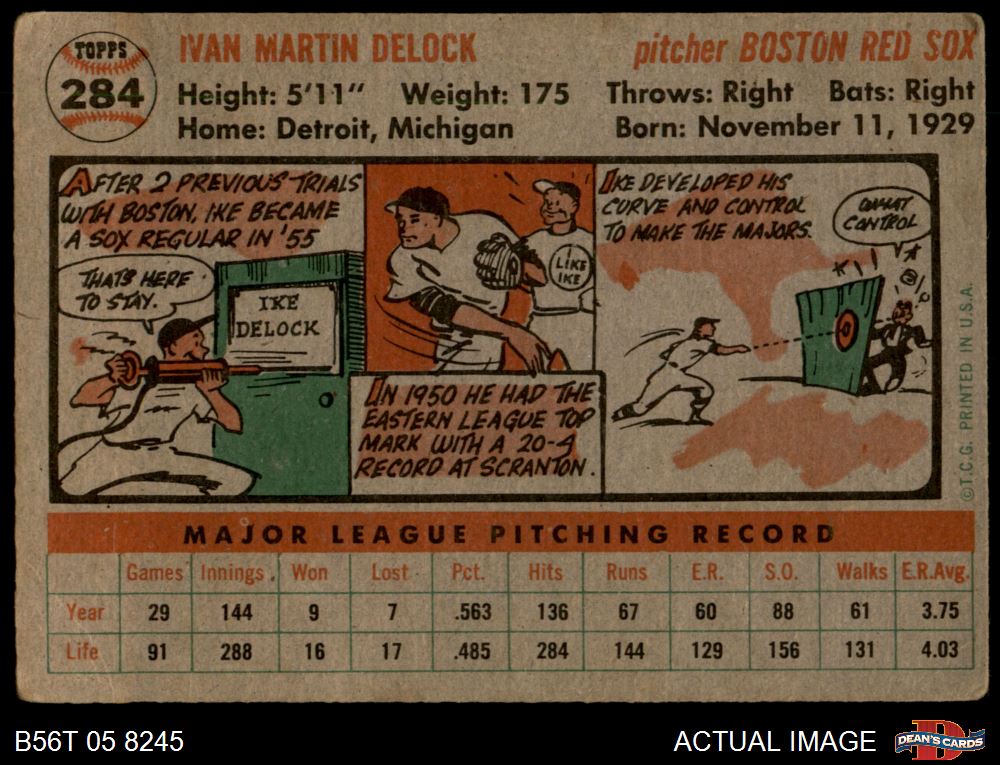 TOPPS
284
IVAN MARTIN DELOCK
pitcher BOSTON RED SOX
Height: 5'11" Weight: 175 Throws: Right Bats: Right
Home: Detroit, Michigan Born: November 11, 1929
AFTER 2 PREVIOUS TRIALS
WITH BOSTON, IKE BECAME
A SOX REGULAR IN '55
THAT'S HERE
TO STAY.
IKE
DELOCK
I LIKE
IKE
IN 1950 HE HAD THE
EASTERN LEAGUE TOP
MARK WITH A 20-4
RECORD AT SCRANTON.
IKE DEVELOPED HIS
CURVE AND CONTROL
TO MAKE THE MAJORS.
WHAT
CONTROL
©T.C.G. PRINTED IN U.S.A.
MAJOR LEAGUE PITCHING RECORD
Games Innings Won Lost Pct. Hits Runs E.R. S.O. Walks E.R.Avg.
Year 29 144 9 7 .563 136 67 60 88 61 3.75
Life 91 288 16 17 .485 284 144 129 156 131 4.03
B56T 05 8245
ACTUAL IMAGE
DEAN'S CARDS